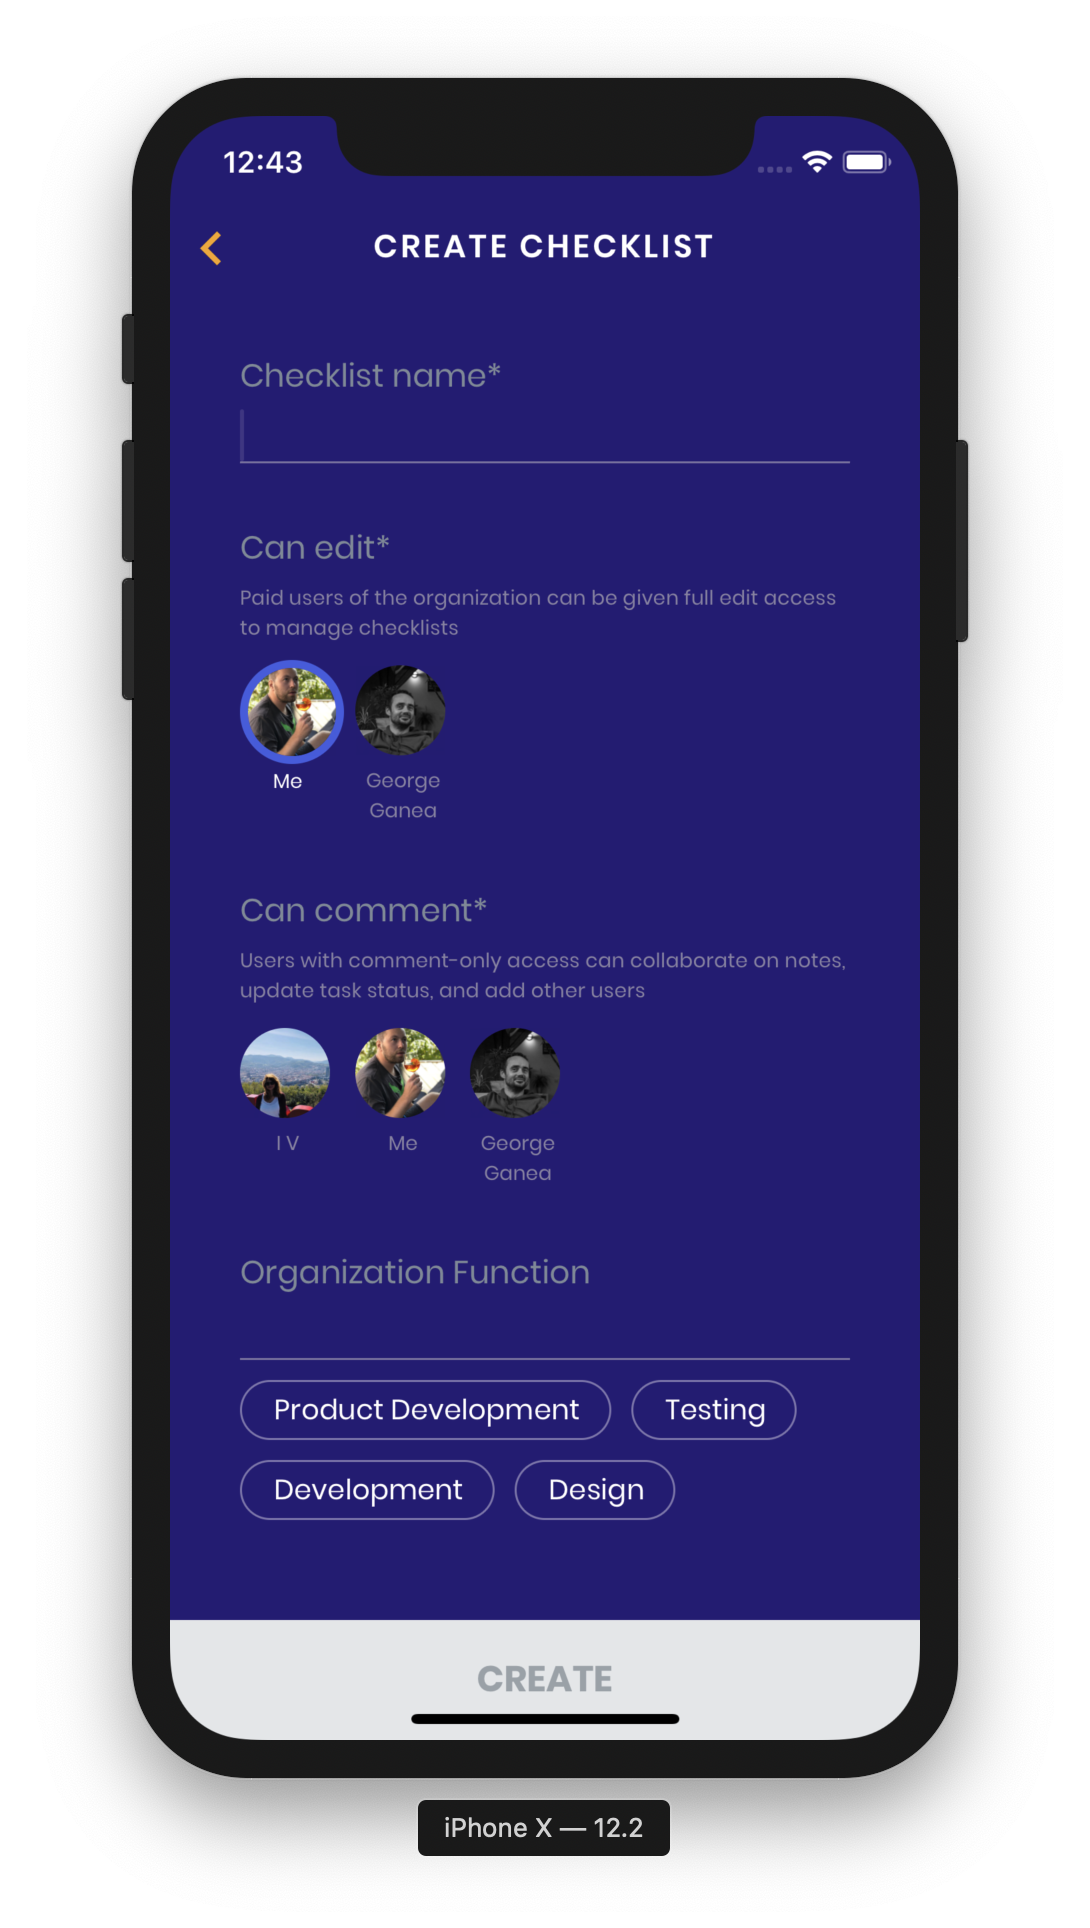 12:43
CREATE CHECKLIST
Checklist name*
Can edit*
Paid users of the organization can be given full edit access
to manage checklists
Me
George
Ganea
Can comment*
Users with comment-only access can collaborate on notes,
update task status, and add other users
I V
Me
George
Ganea
Organization Function
Product Development
Testing
Development
Design
CREATE
iPhone X — 12.2